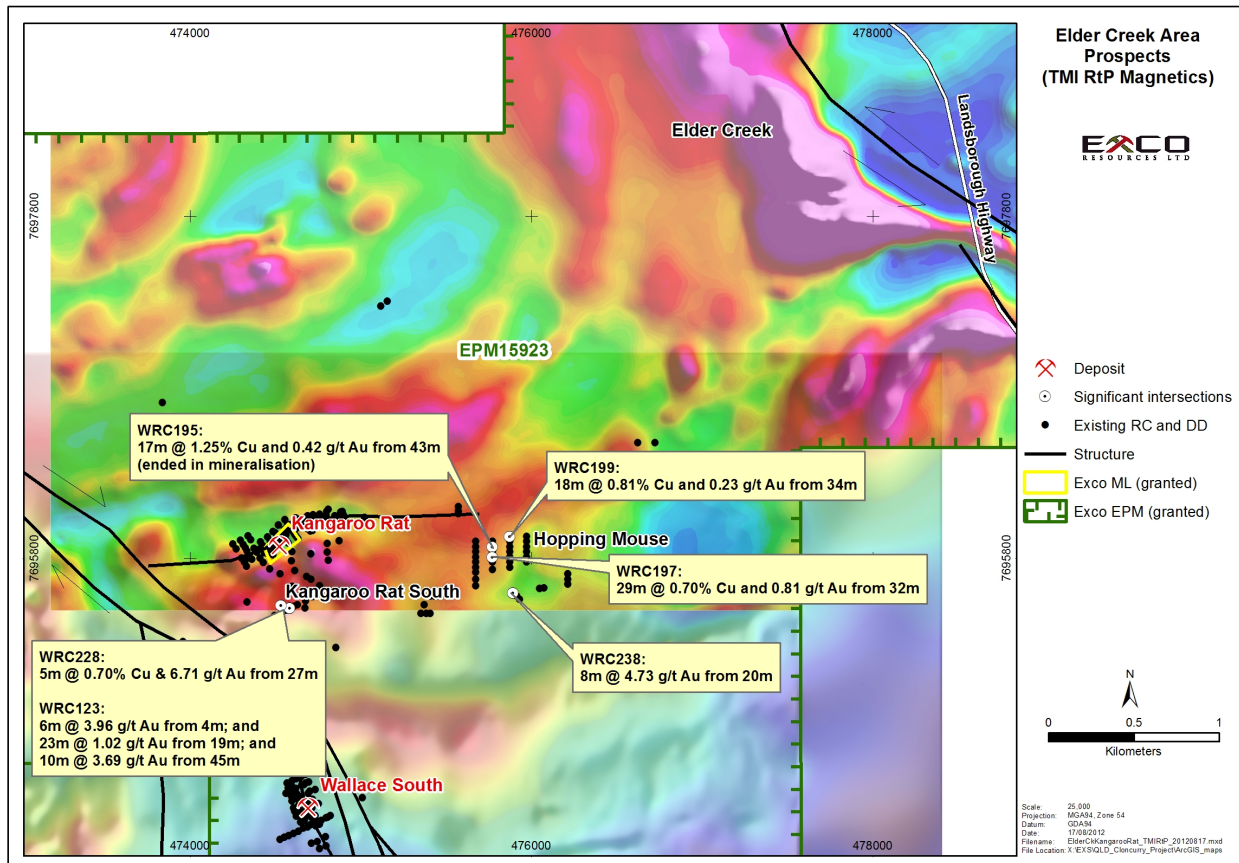 474000
476000
478000
Elder Creek Area
Prospects
(TMI RtP Magnetics)
EXCO
RESOURCES LTD
Elder Creek
Landsborough Highway
7697800
7697800
EPM15923
WRC195:
17m @ 1.25% Cu and 0.42 g/t Au from 43m
(ended in mineralisation)
WRC199:
18m @ 0.81% Cu and 0.23 g/t Au from 34m
Deposit
Significant intersections
Existing RC and DD
Structure
Exco ML (granted)
Exco EPM (granted)
Kangaroo Rat
Hopping Mouse
7695800
7695800
WRC197:
29m @ 0.70% Cu and 0.81 g/t Au from 32m
Kangaroo Rat South
WRC228:
5m @ 0.70% Cu & 6.71 g/t Au from 27m
WRC123:
6m @ 3.96 g/t Au from 4m; and
23m @ 1.02 g/t Au from 19m; and
10m @ 3.69 g/t Au from 45m
WRC238:
8m @ 4.73 g/t Au from 20m
N
0 0.5 1
Kilometers
Wallace South
474000
476000
478000
Scale: 25,000
Projection: MGA94, Zone 54
Datum: GDA94
Date: 17/08/2012
Filename: ElderCkKangarooRat_TMIRtP_20120817.mxd
File Location: X:\EXS\QLD_Cloncurry_Project\ArcGIS_maps